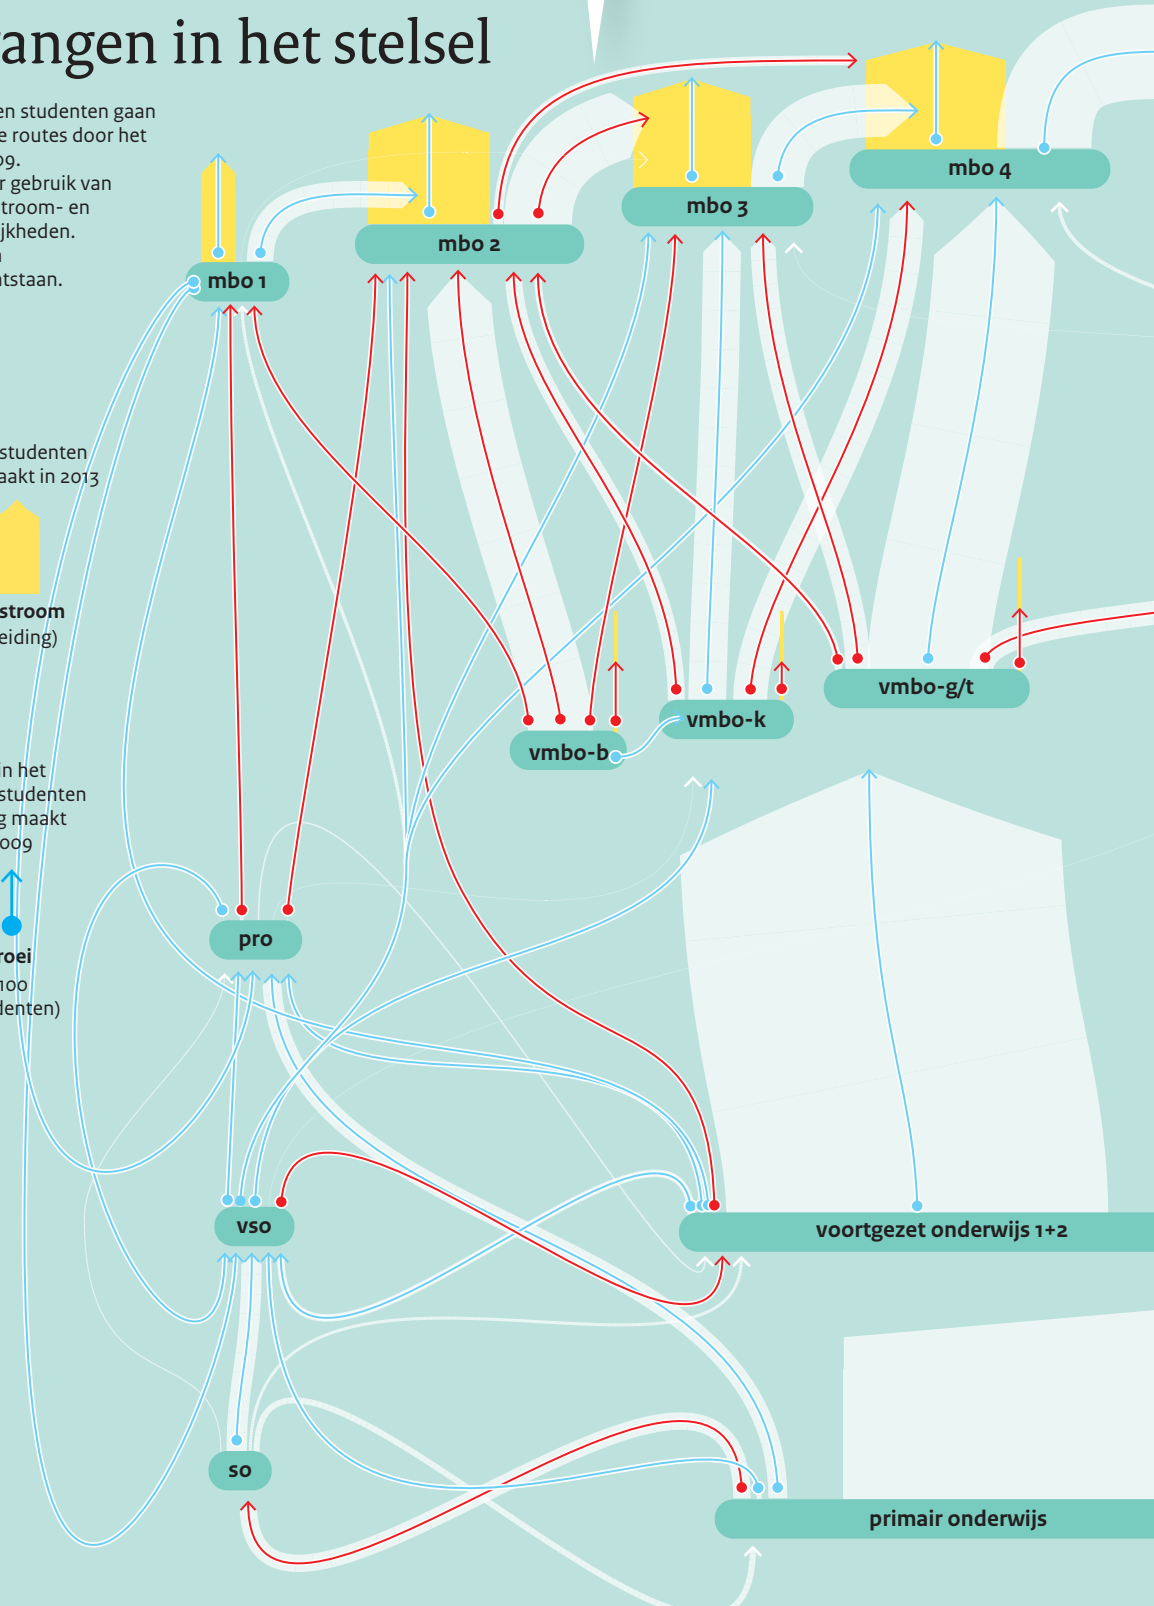 angen in het stelsel
en studenten gaan
e routes door het
09.
r gebruik van
troom- en
jkheden.
ntstaan.
studenten
aakt in 2013
stroom
eiding)
in het
studenten
g maakt
009
roei
100
denten)
mbo 1
mbo 2
mbo 3
mbo 4
vmbo-b
vmbo-k
vmbo-g/t
pro
vso
voortgezet onderwijs 1+2
so
primair onderwijs